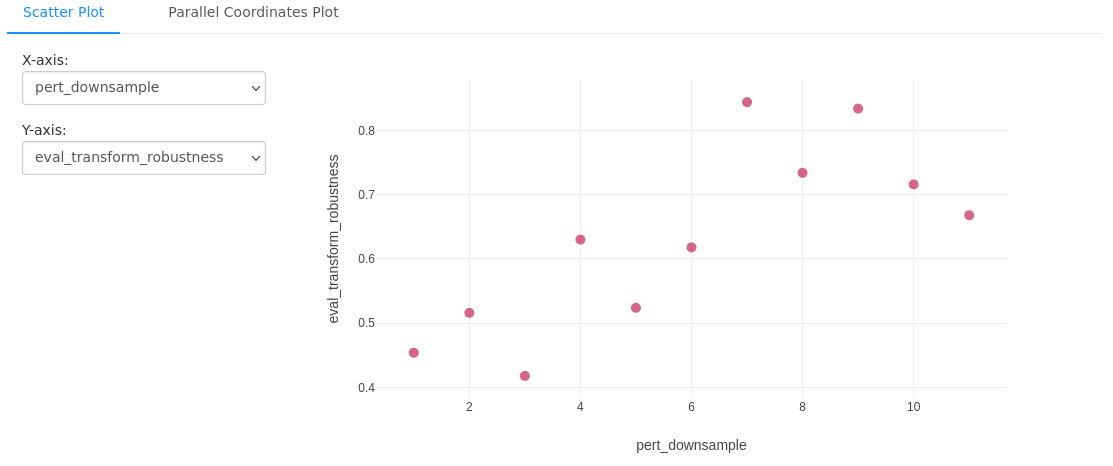 Scatter Plot
Parallel Coordinates Plot
X-axis:
pert_downsample
Y-axis:
eval_transform_robustness
eval_transform_robustness
0.8
0.7
0.6
0.5
0.4
2
4
6
8
10
pert_downsample